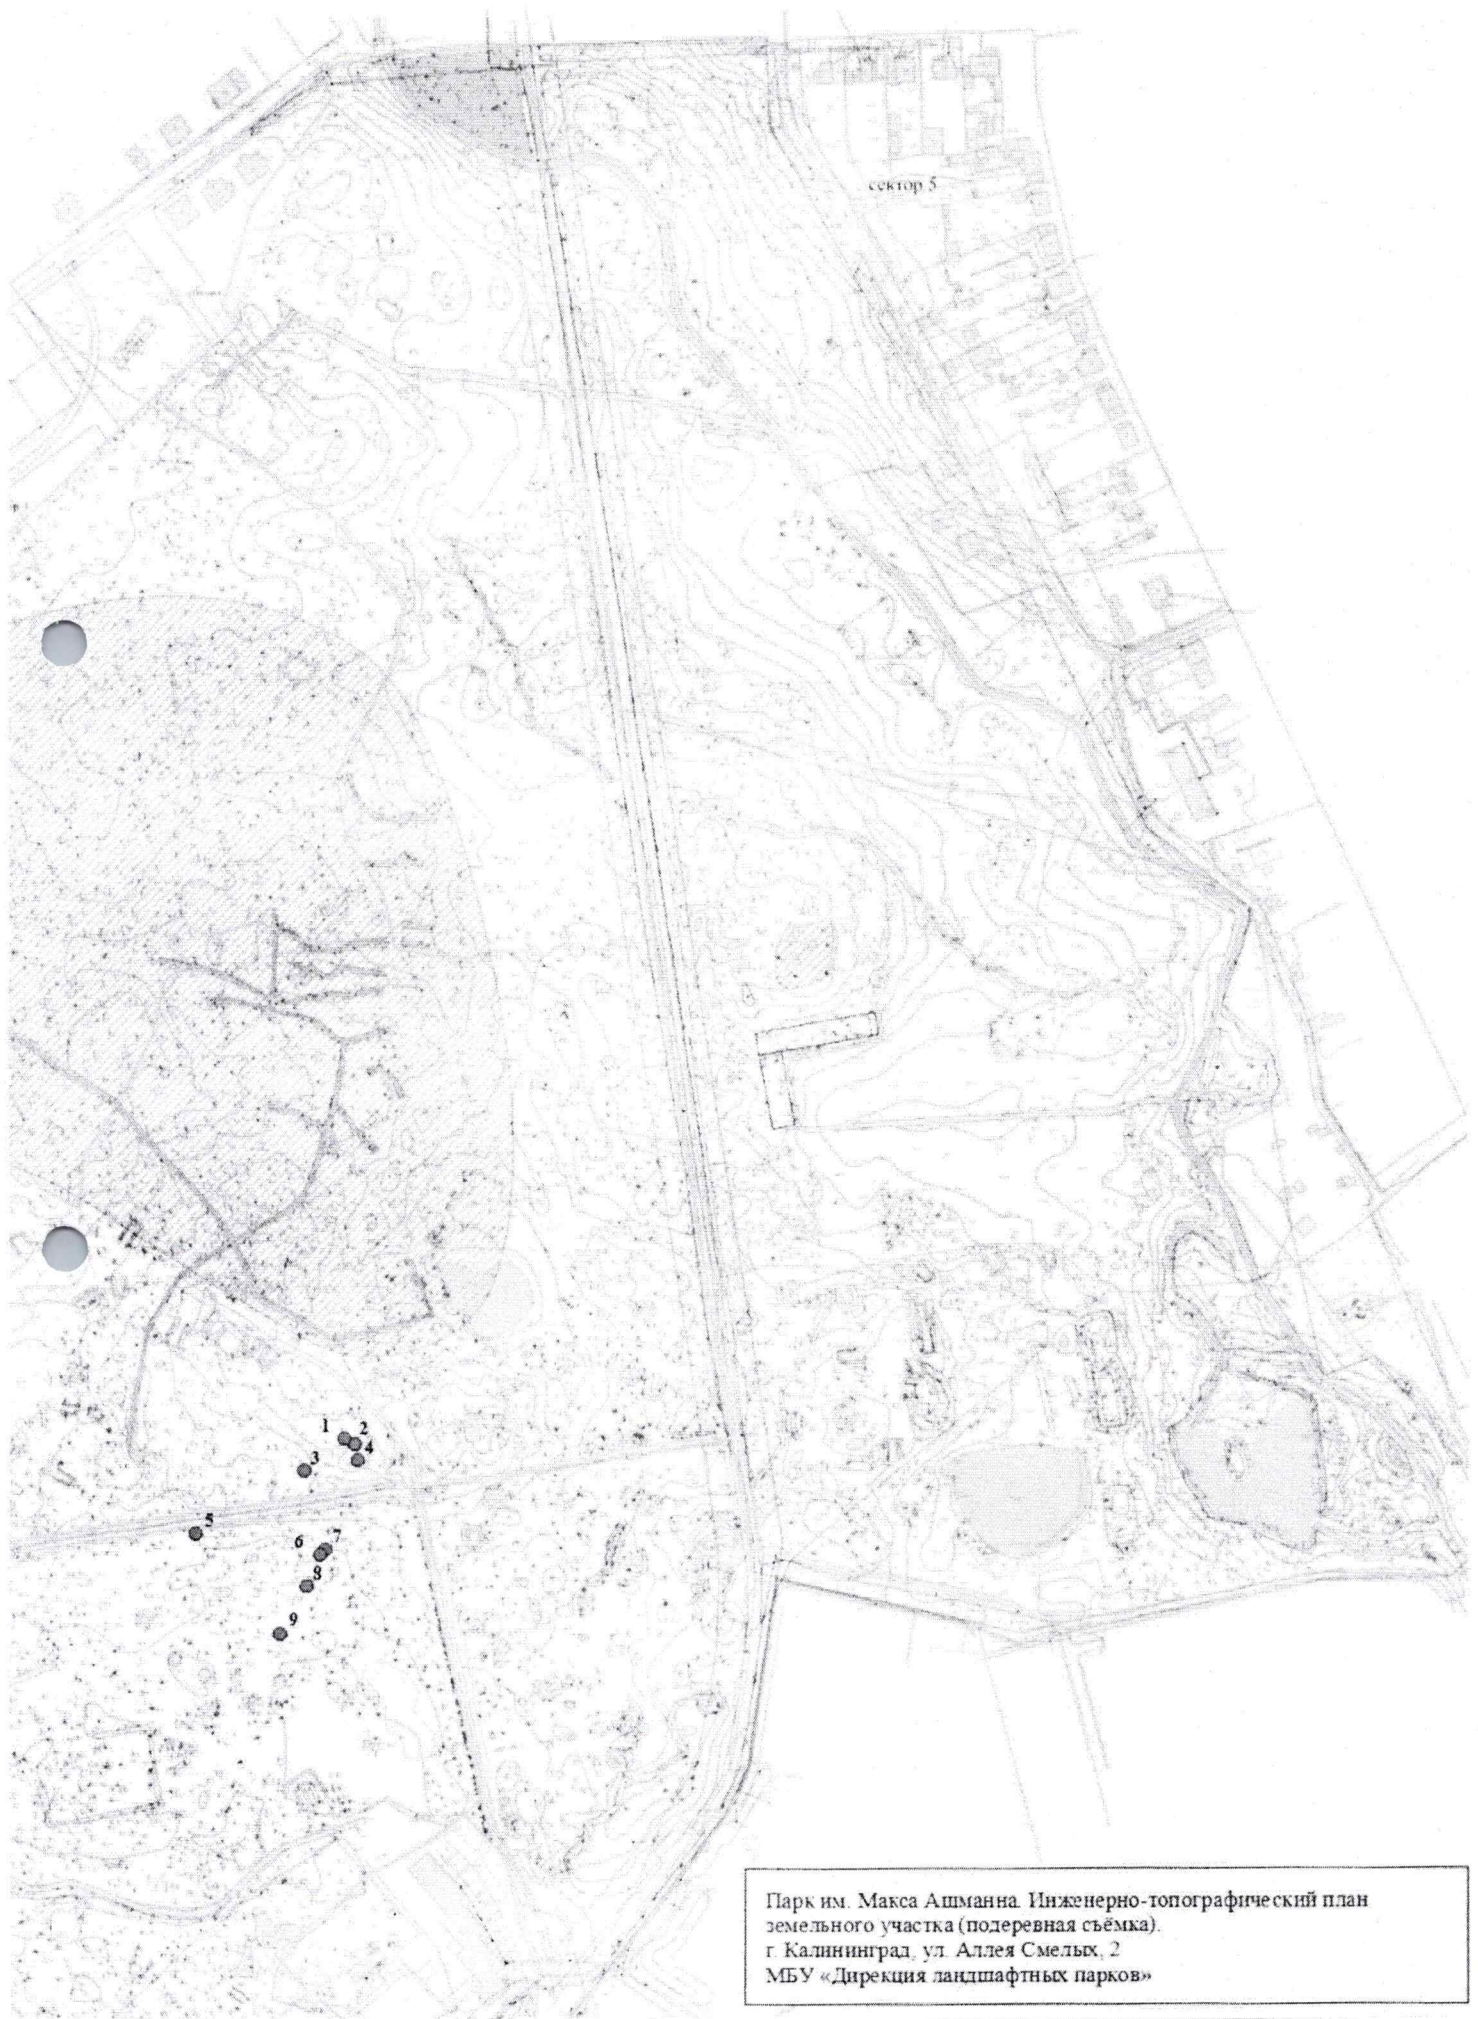 сектор 5
1
2
3
4
5
6
7
8
9
Парк им. Макса Ашманна. Инженерно-топографический план
земельного участка (подеревная съёмка).
г. Калининград, ул. Аллея Смелых, 2
МБУ «Дирекция ландшафтных парков»